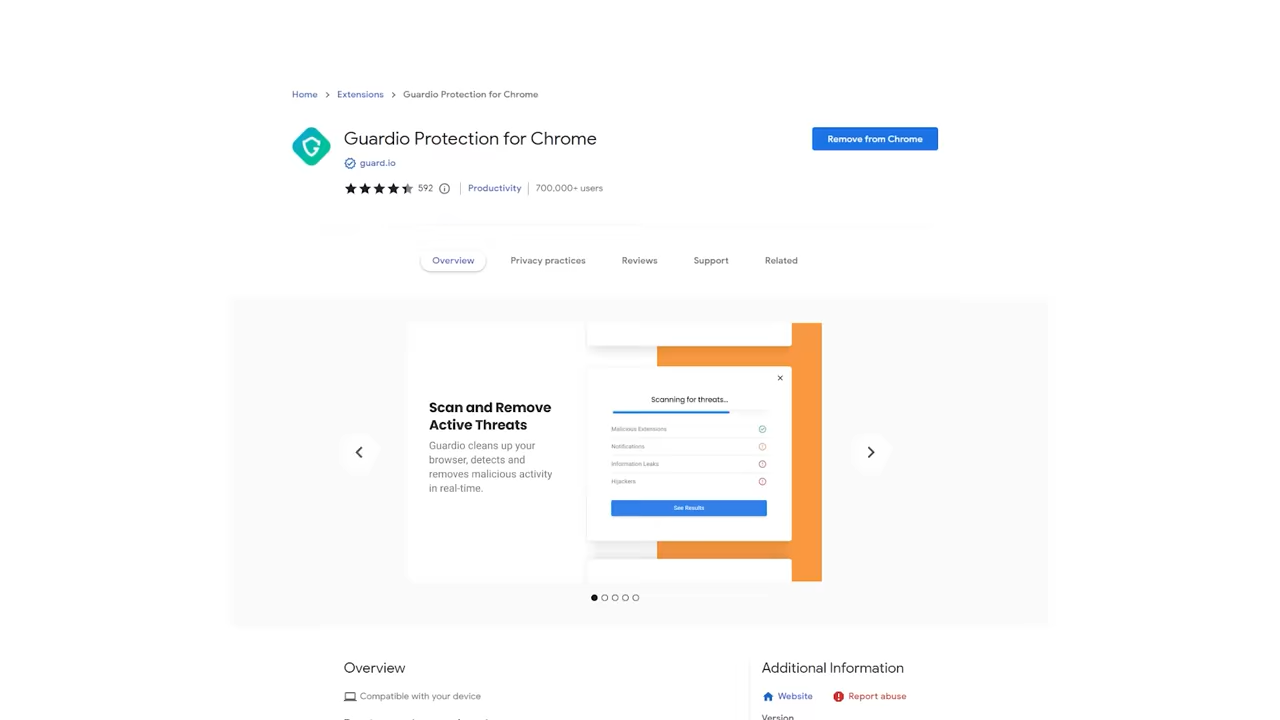 Home > Extensions > Guardio Protection for Chrome
Guardio Protection for Chrome
Remove from Chrome
guard.io
592 Productivity 700,000+ users
Overview Privacy practices Reviews Support Related
Scan and Remove
Active Threats
Guardio cleans up your
browser, detects and
removes malicious activity
in real-time.
Scanning for threats...
Malicious Extensions
Notifications
Information Leaks
Hijackers
See Results
Overview
Compatible with your device
Additional Information
Website Report abuse
Version